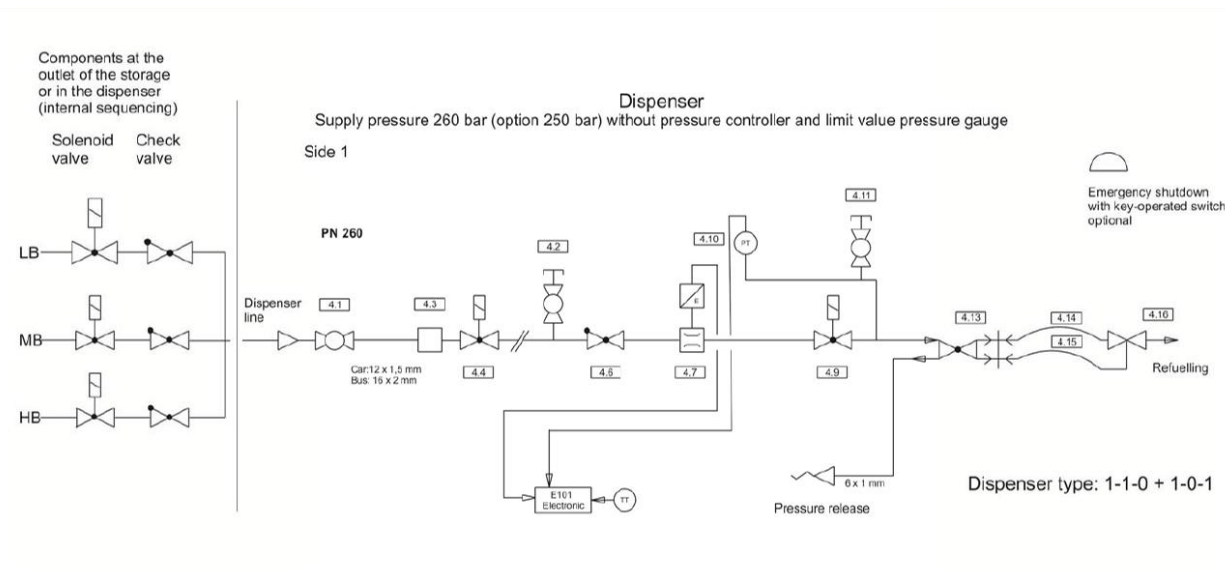 Components at the
outlet of the storage
or in the dispenser
(internal sequencing)
Solenoid
valve
Check
valve
Dispenser
Supply pressure 260 bar (option 250 bar) without pressure controller and limit value pressure gauge
Side 1
Emergency shutdown
with key-operated switch
optional
PN 260
LB
MB
HB
Dispenser
line
4.1
4.3
4.2
4.10
PT
4.11
E
4.13
4.14
4.15
4.16
Car:12 x 1,5 mm
Bus: 16 x 2 mm
4.4
4.6
4.7
4.9
Refuelling
E101
Electronic
TT
6 x 1 mm
Pressure release
Dispenser type: 1-1-0 + 1-0-1